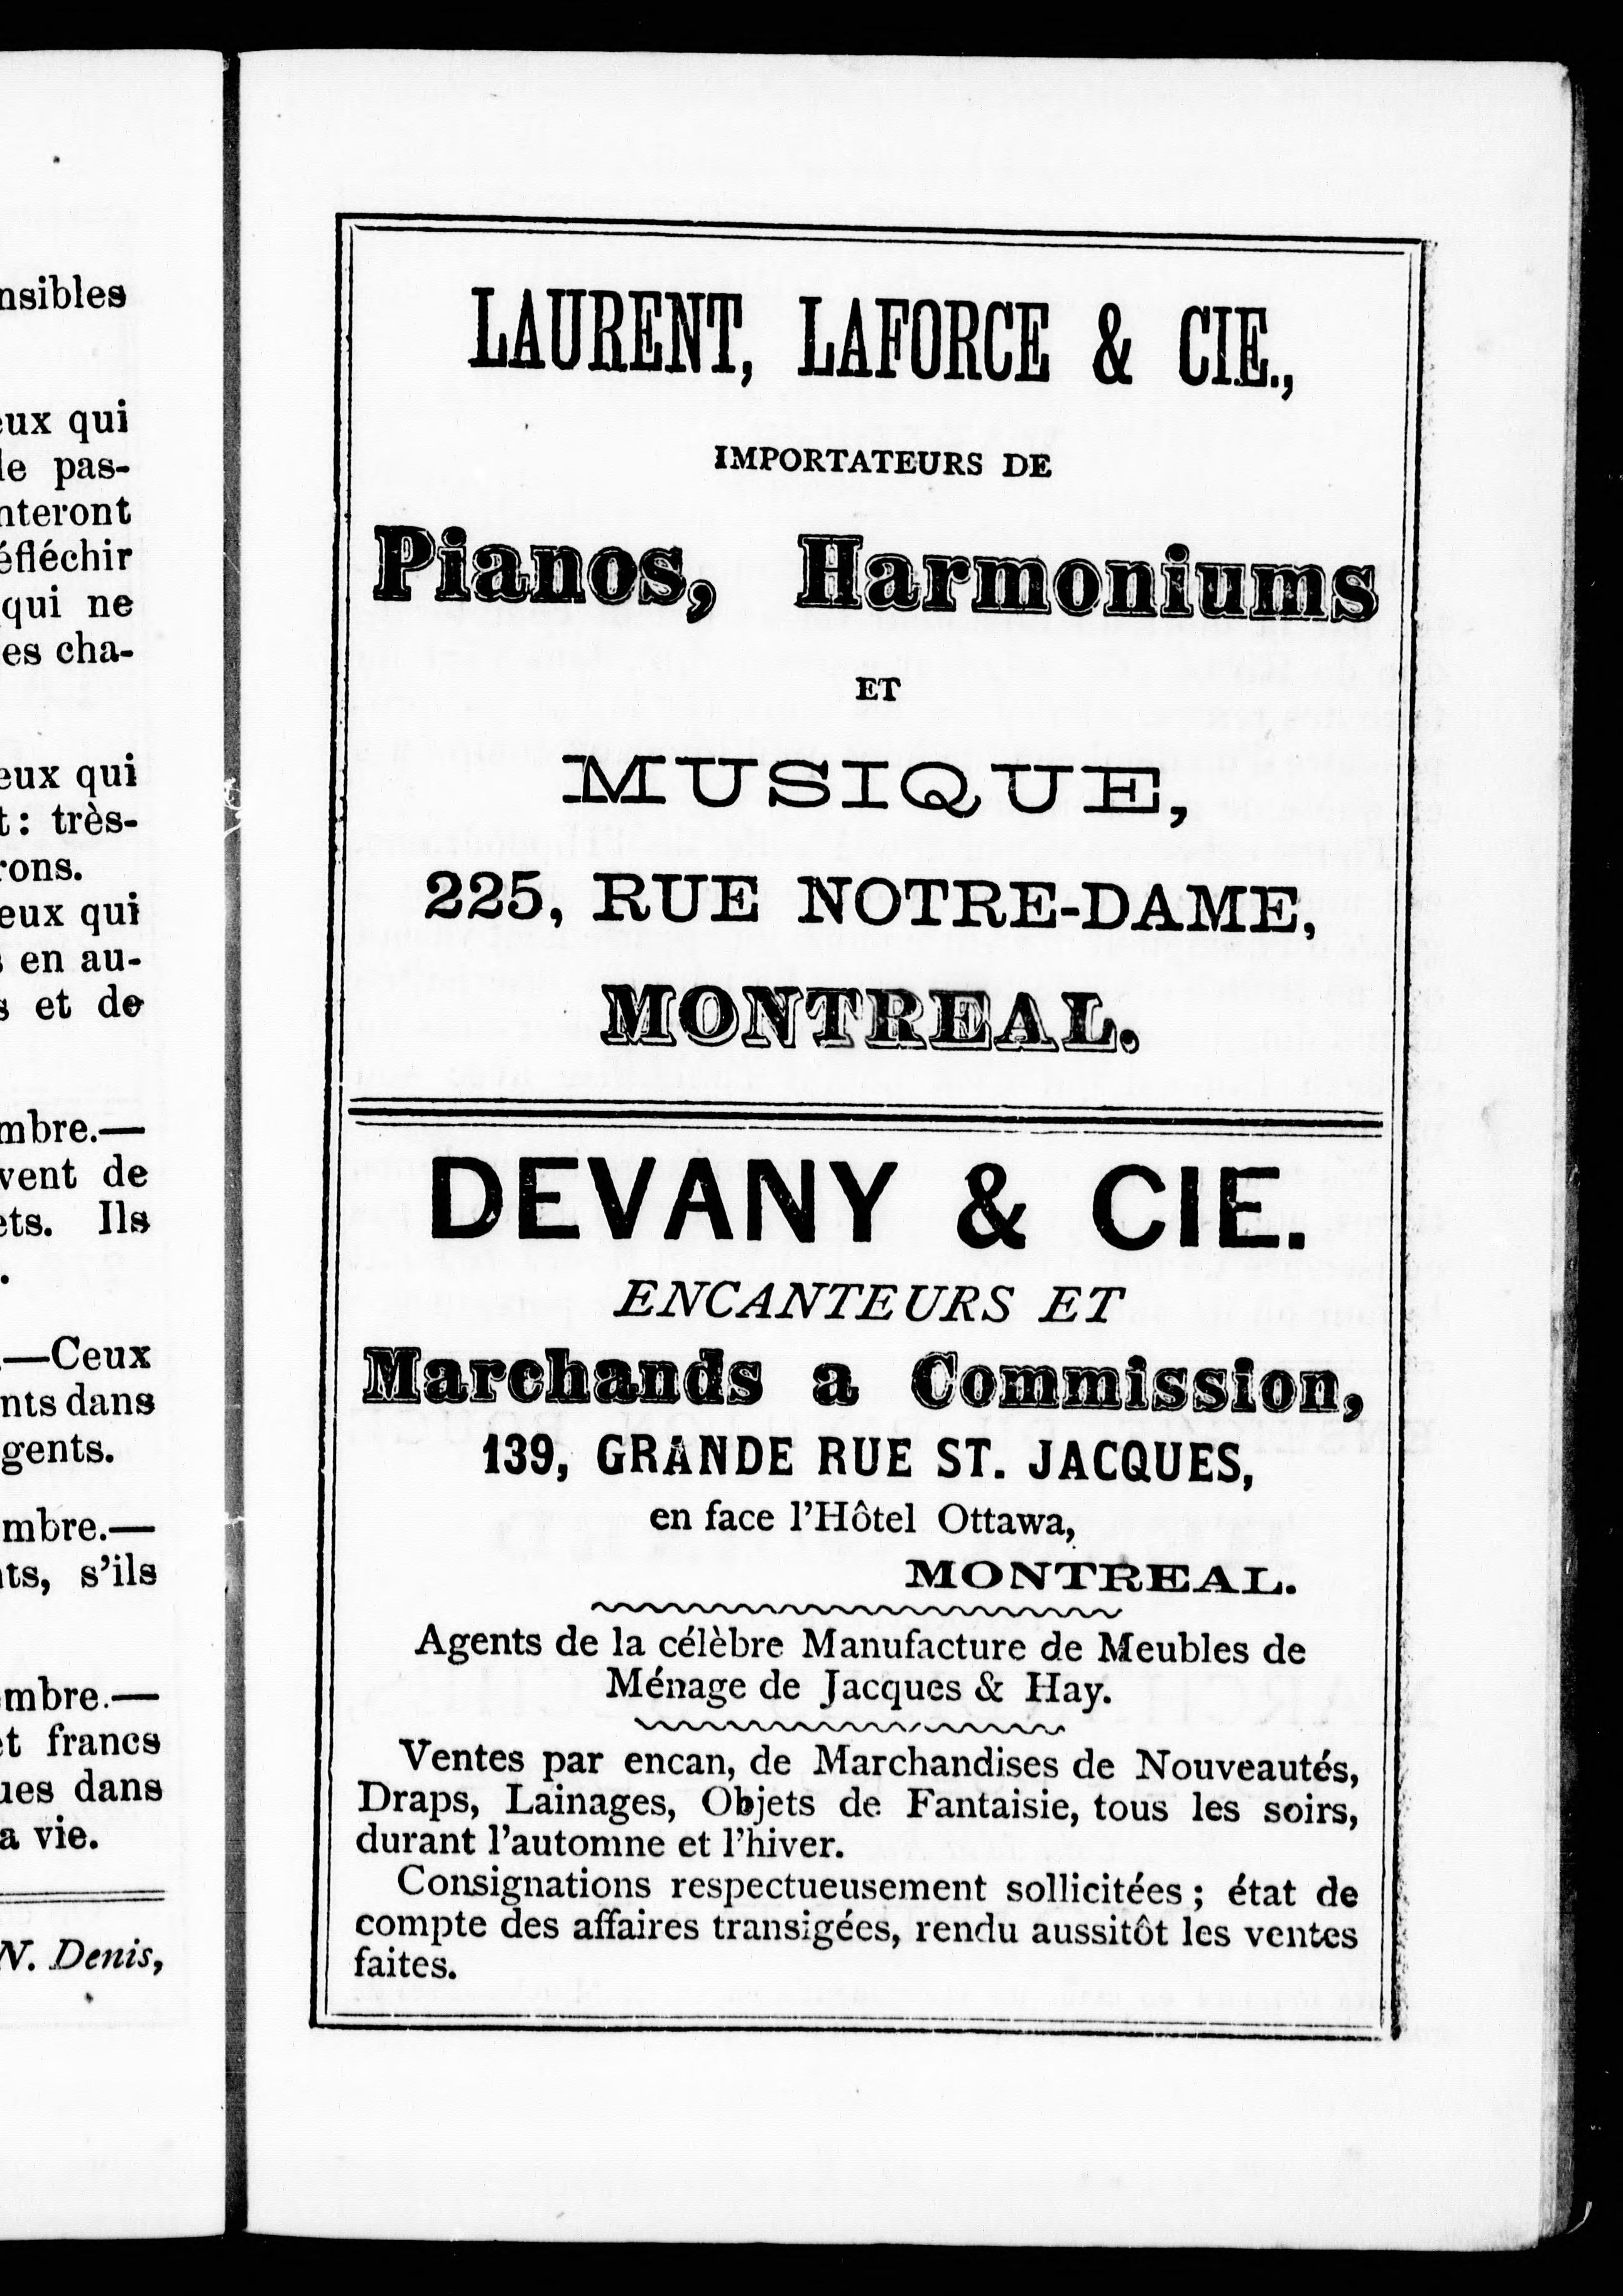 nsibles
eux qui
de pas-
nteront
éfléchir
qui ne
es cha-
eux qui
t: très-
rons.
eux qui
s en au-
s et de
mbre.—
vent de
ets. Ils
.—Ceux
nts dans
gents.
mbre.—
nts, s'ils
mbre.—
et francs
ues dans
a vie.
N. Denis,
LAURENT, LAFORCE & CIE.,
IMPORTATEURS DE
Pianos, Harmoniums
ET
MUSIQUE,
225, RUE NOTRE-DAME,
MONTREAL.
DEVANY & CIE.
ENCANTEURS ET
Marchands a Commission,
139, GRANDE RUE ST. JACQUES,
en face l'Hôtel Ottawa,
MONTREAL.
Agents de la célèbre Manufacture de Meubles de
Ménage de Jacques & Hay.
Ventes par encan, de Marchandises de Nouveautés,
Draps, Lainages, Objets de Fantaisie, tous les soirs,
durant l'automne et l'hiver.
Consignations respectueusement sollicitées; état de
compte des affaires transigées, rendu aussitôt les ventes
faites.